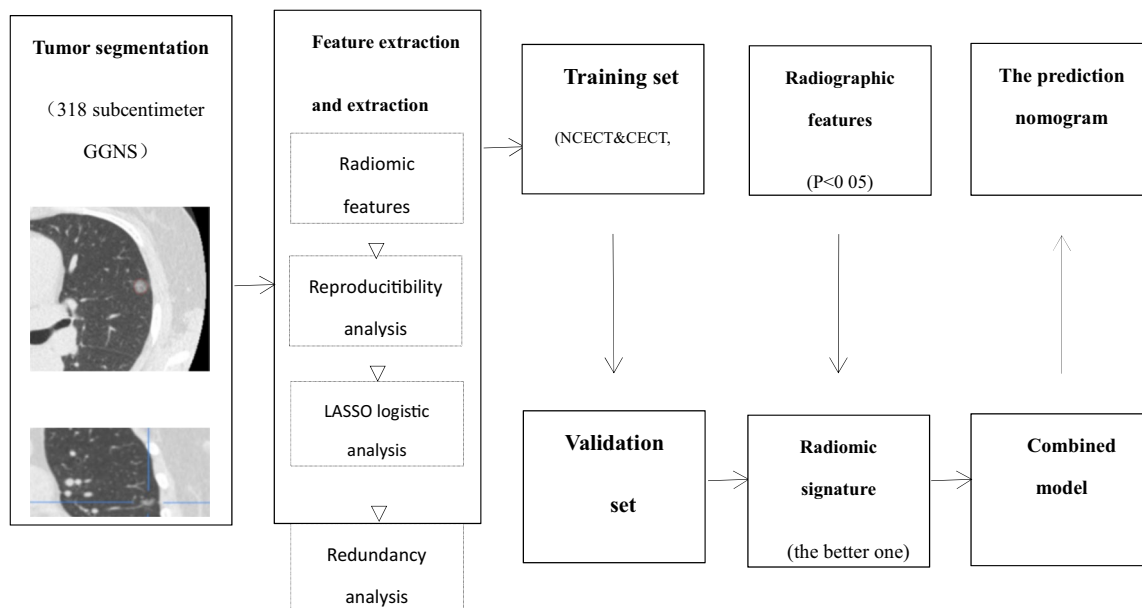 Tumor segmentation
（318 subcentimeter
GGNS）
Feature extraction
and extraction
Radiomic
features
Reproducitibility
analysis
LASSO logistic
analysis
Redundancy
analysis
Training set
(NCECT&CECT,
Validation
set
Radiographic
features
(P<0 05)
Radiomic
signature
(the better one)
The prediction
nomogram
Combined
model